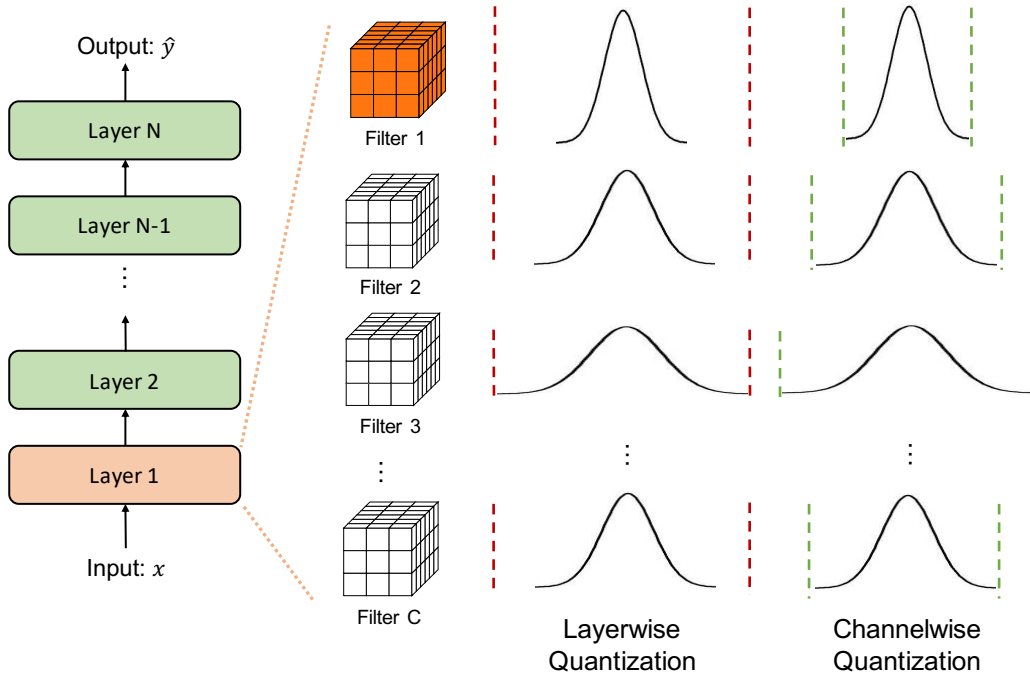 Output: ŷ
Layer N
Layer N-1
⋮
Layer 2
Layer 1
Input: x
Filter 1
Filter 2
Filter 3
⋮
Filter C
⋮
⋮
Layerwise
Quantization
Channelwise
Quantization